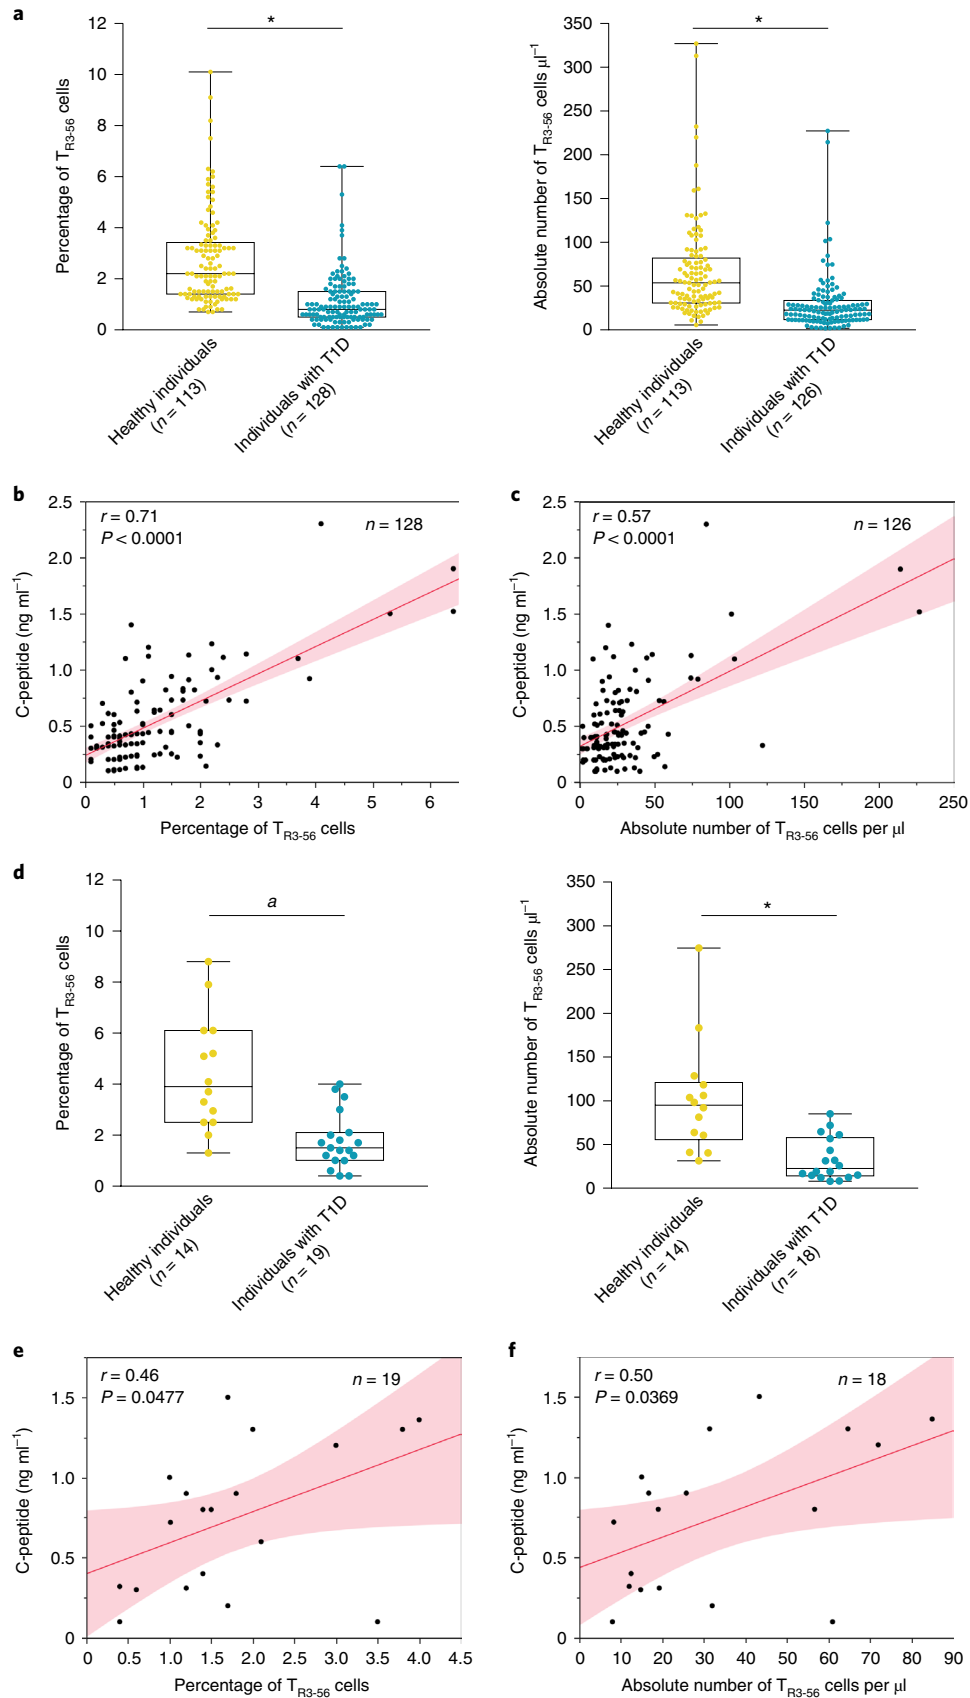 a
12
10
8
6
4
2
0
Percentage of T_R3-56 cells
*
Healthy individuals
(n = 113)
Individuals with T1D
(n = 128)
350
300
250
200
150
100
50
0
Absolute number of T_R3-56 cells μl⁻¹
*
Healthy individuals
(n = 113)
Individuals with T1D
(n = 126)
b
r = 0.71
P < 0.0001
n = 128
2.5
2.0
1.5
1.0
0.5
0
C-peptide (ng ml⁻¹)
0 1 2 3 4 5 6
Percentage of T_R3-56 cells
c
r = 0.57
P < 0.0001
n = 126
2.5
2.0
1.5
1.0
0.5
0
C-peptide (ng ml⁻¹)
0 50 100 150 200 250
Absolute number of T_R3-56 cells per μl
d
12
10
8
6
4
2
0
Percentage of T_R3-56 cells
a
Healthy individuals
(n = 14)
Individuals with T1D
(n = 19)
350
300
250
200
150
100
50
0
Absolute number of T_R3-56 cells μl⁻¹
*
Healthy individuals
(n = 14)
Individuals with T1D
(n = 18)
e
r = 0.46
P = 0.0477
n = 19
1.5
1.0
0.5
0
C-peptide (ng ml⁻¹)
0 0.5 1.0 1.5 2.0 2.5 3.0 3.5 4.0 4.5
Percentage of T_R3-56 cells
f
r = 0.50
P = 0.0369
n = 18
1.5
1.0
0.5
0
C-peptide (ng ml⁻¹)
0 10 20 30 40 50 60 70 80 90
Absolute number of T_R3-56 cells per μl